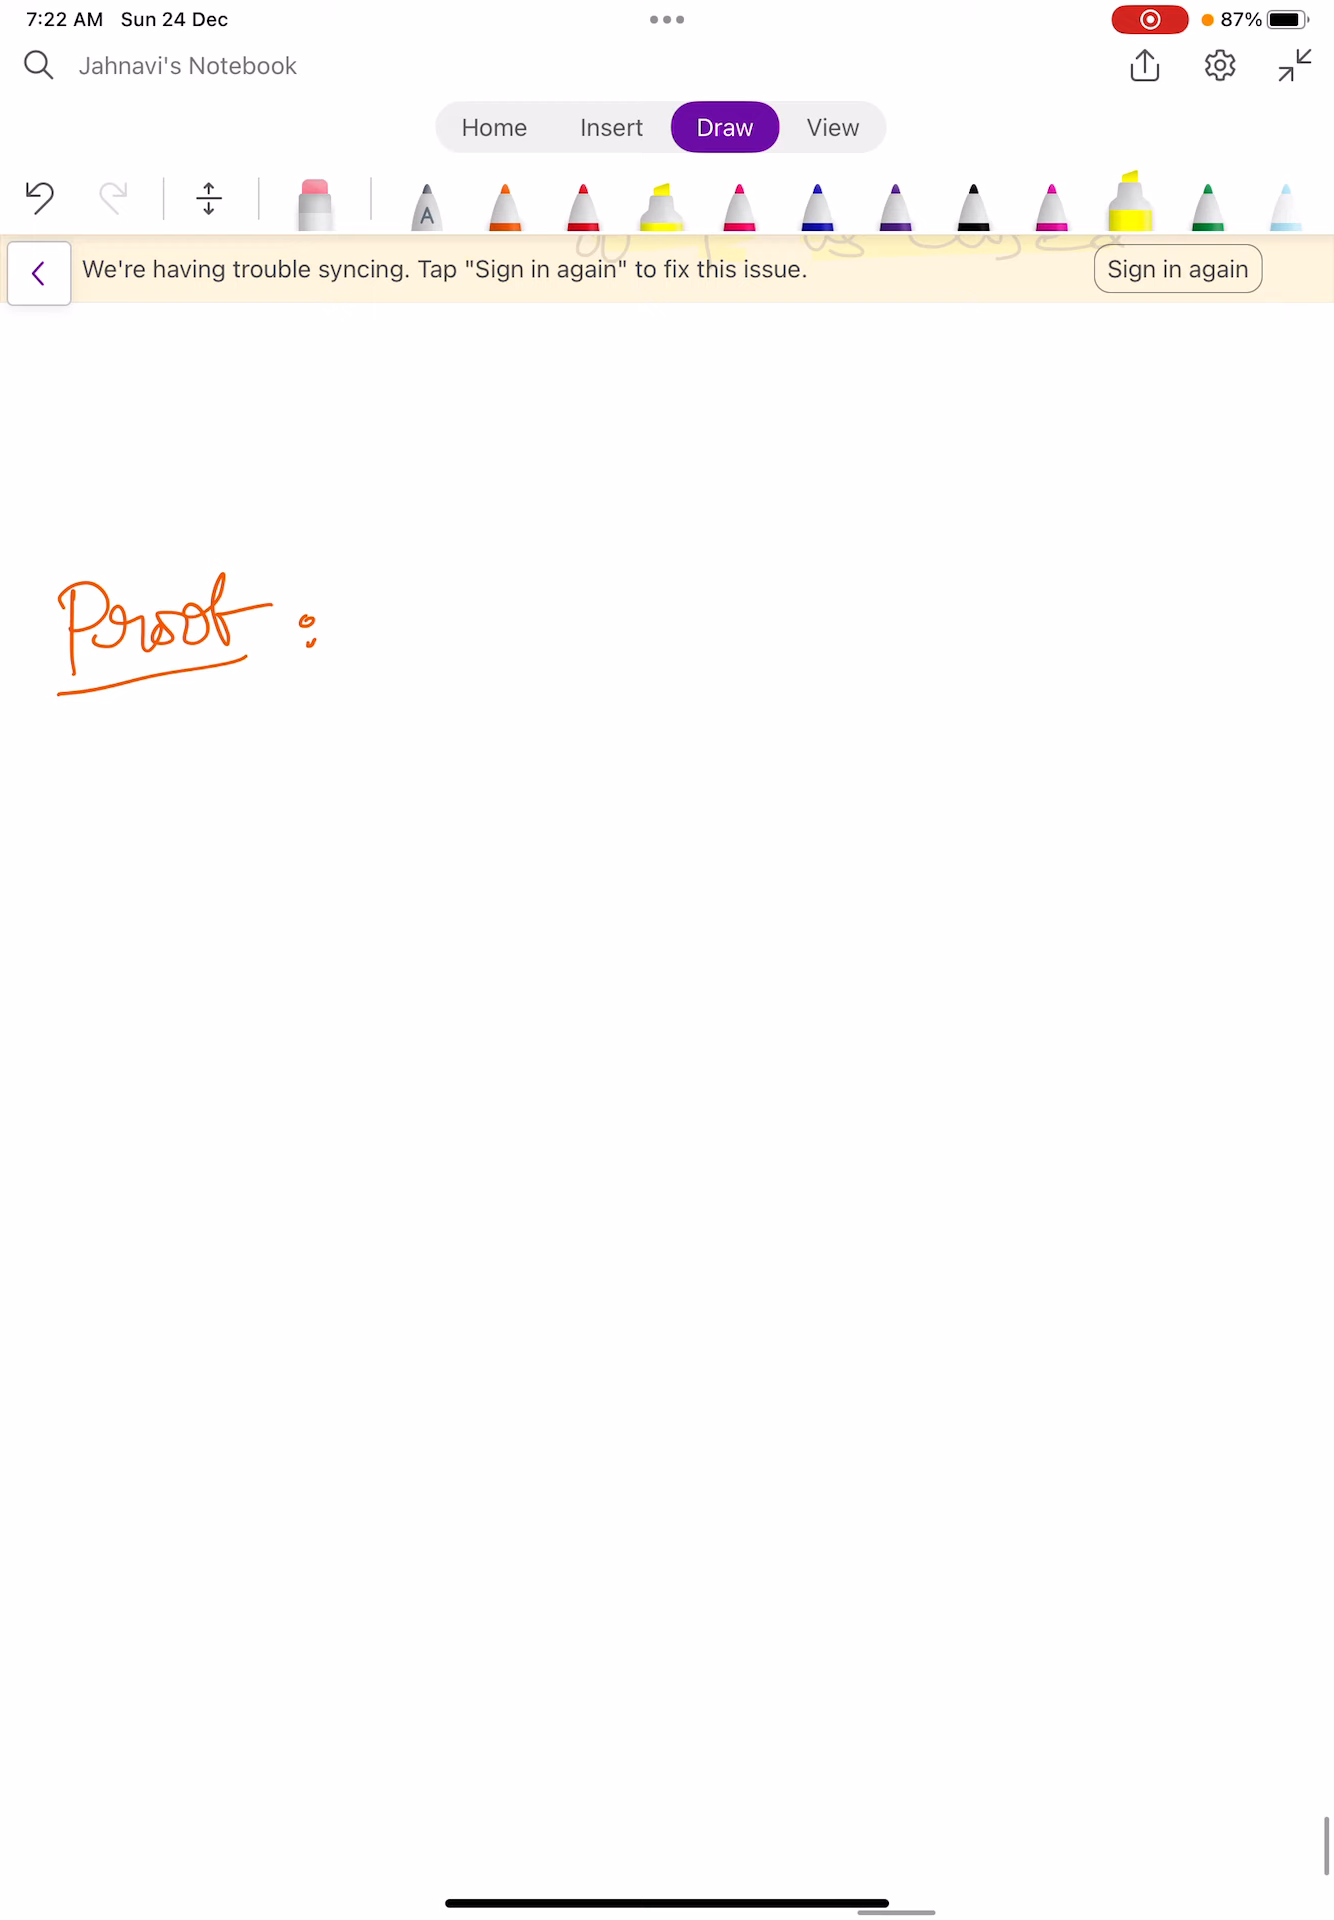 7:22 AM Sun 24 Dec
87%
Jahnavi's Notebook
Home Insert Draw View
A
as
We're having trouble syncing. Tap "Sign in again" to fix this issue.
Sign in again
Proof :